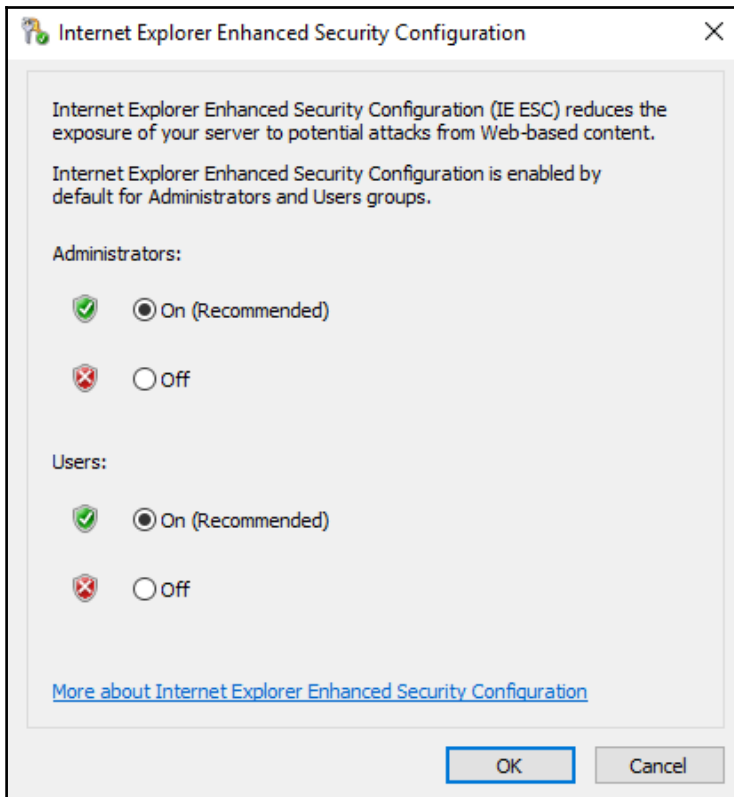 Internet Explorer Enhanced Security Configuration
Internet Explorer Enhanced Security Configuration (IE ESC) reduces the
exposure of your server to potential attacks from Web-based content.
Internet Explorer Enhanced Security Configuration is enabled by
default for Administrators and Users groups.
Administrators:
On (Recommended)
Off
Users:
On (Recommended)
Off
More about Internet Explorer Enhanced Security Configuration
OK Cancel